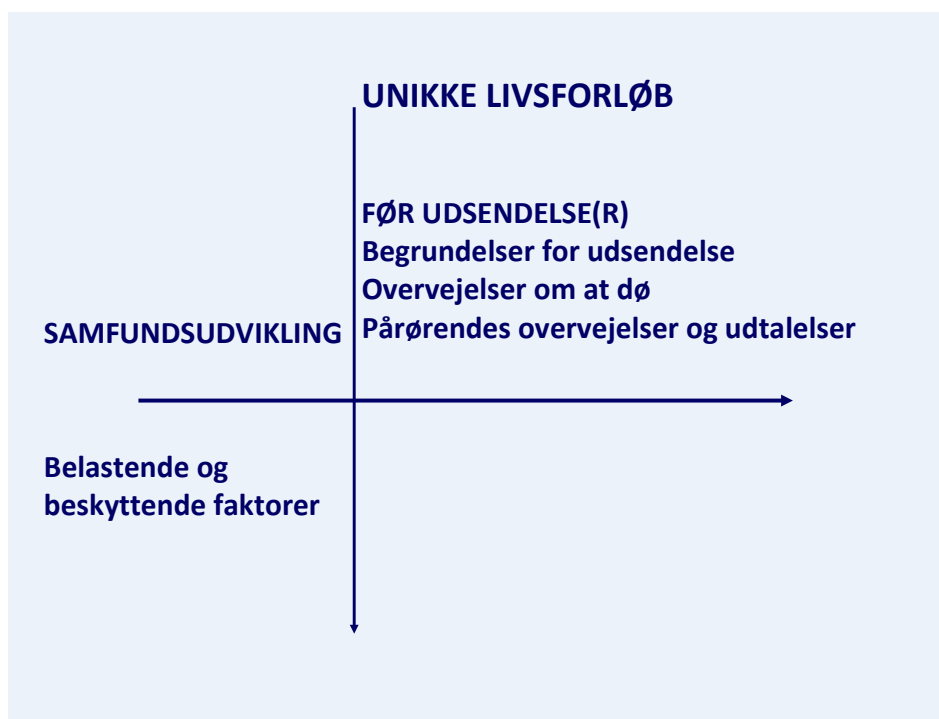 UNIKKE LIVSFORLØB
FØR UDSENDELSE(R)
Begrundelser for udsendelse
Overvejelser om at dø
Pårørendes overvejelser og udtalelser
SAMFUNDSUDVIKLING
Belastende og
beskyttende faktorer